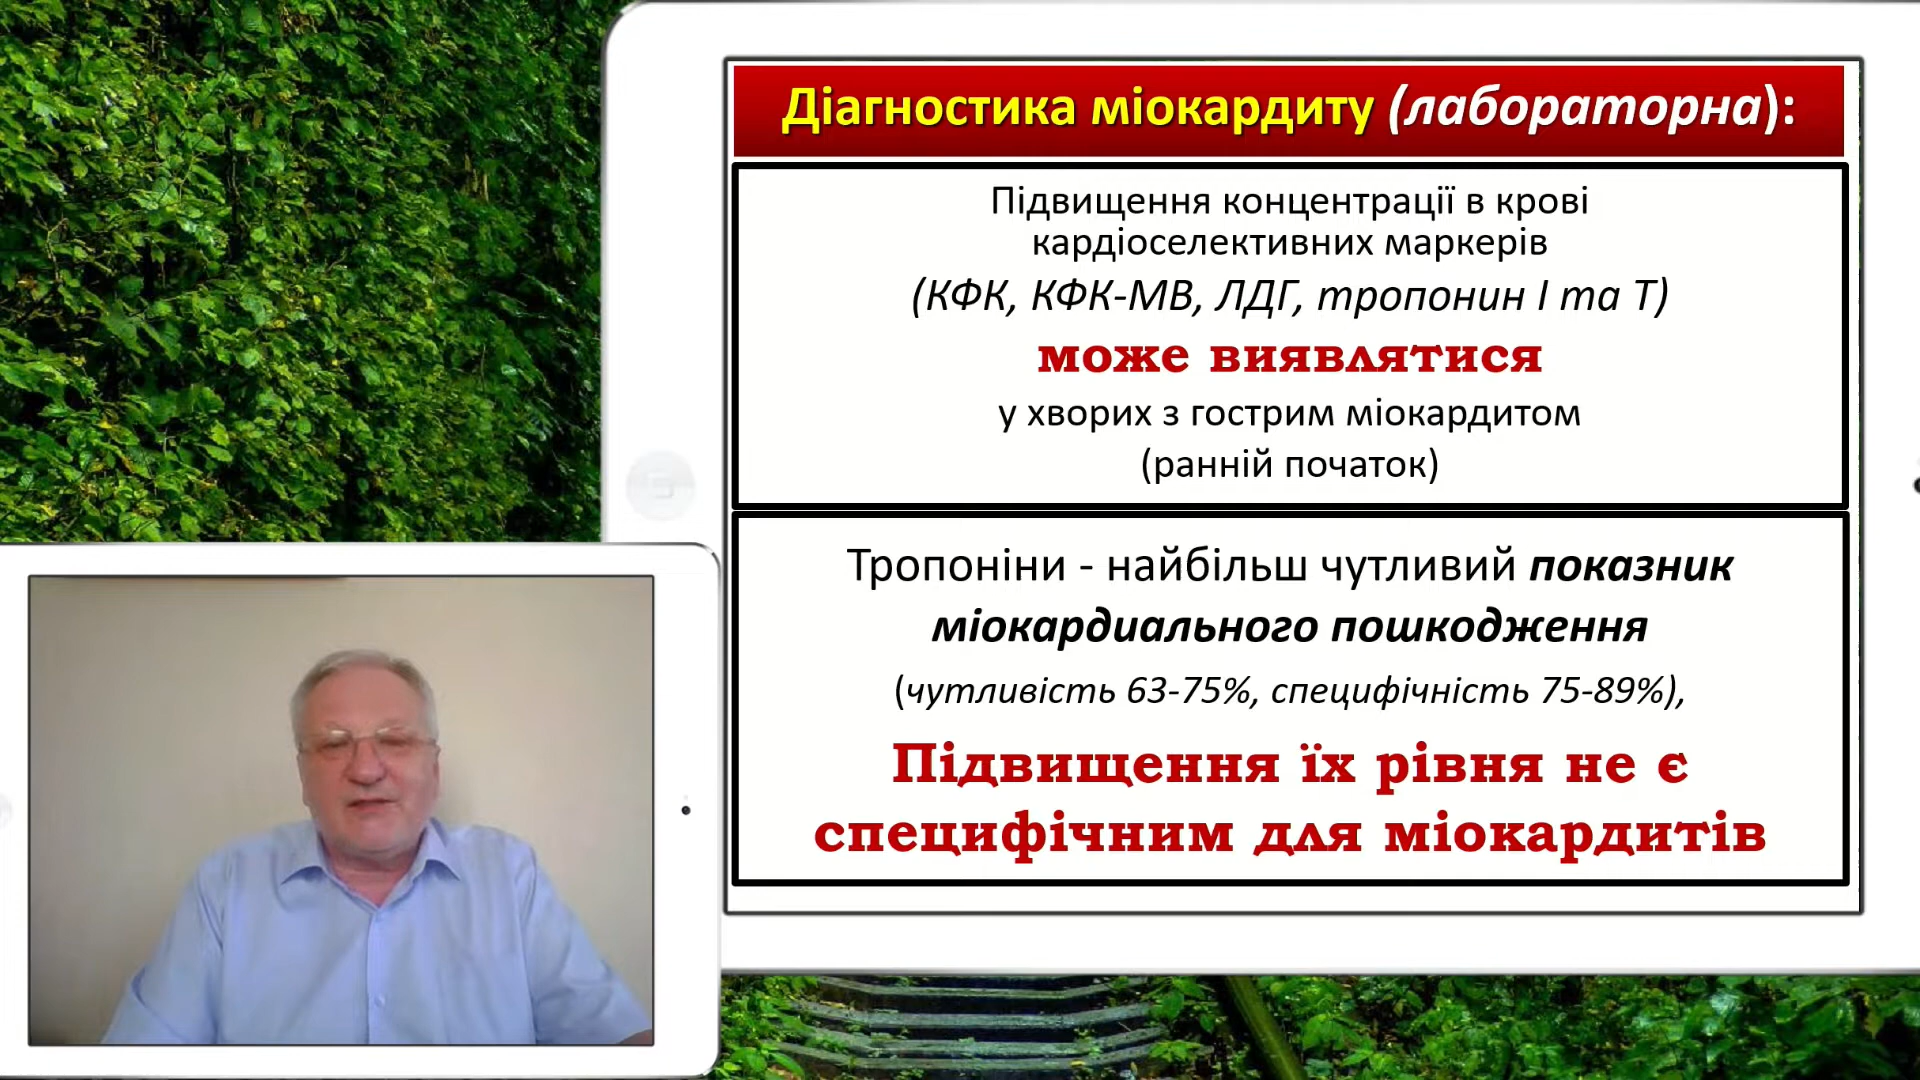 Діагностика міокардиту (лабораторна):
Підвищення концентрації в крові
кардіоселективних маркерів
(КФК, КФК-МВ, ЛДГ, тропонин І та Т)
може виявлятися
у хворих з гострим міокардитом
(ранній початок)
Тропоніни - найбільш чутливий показник
міокардиального пошкодження
(чутливість 63-75%, специфічність 75-89%),
Підвищення їх рівня не є
специфічним для міокардитів